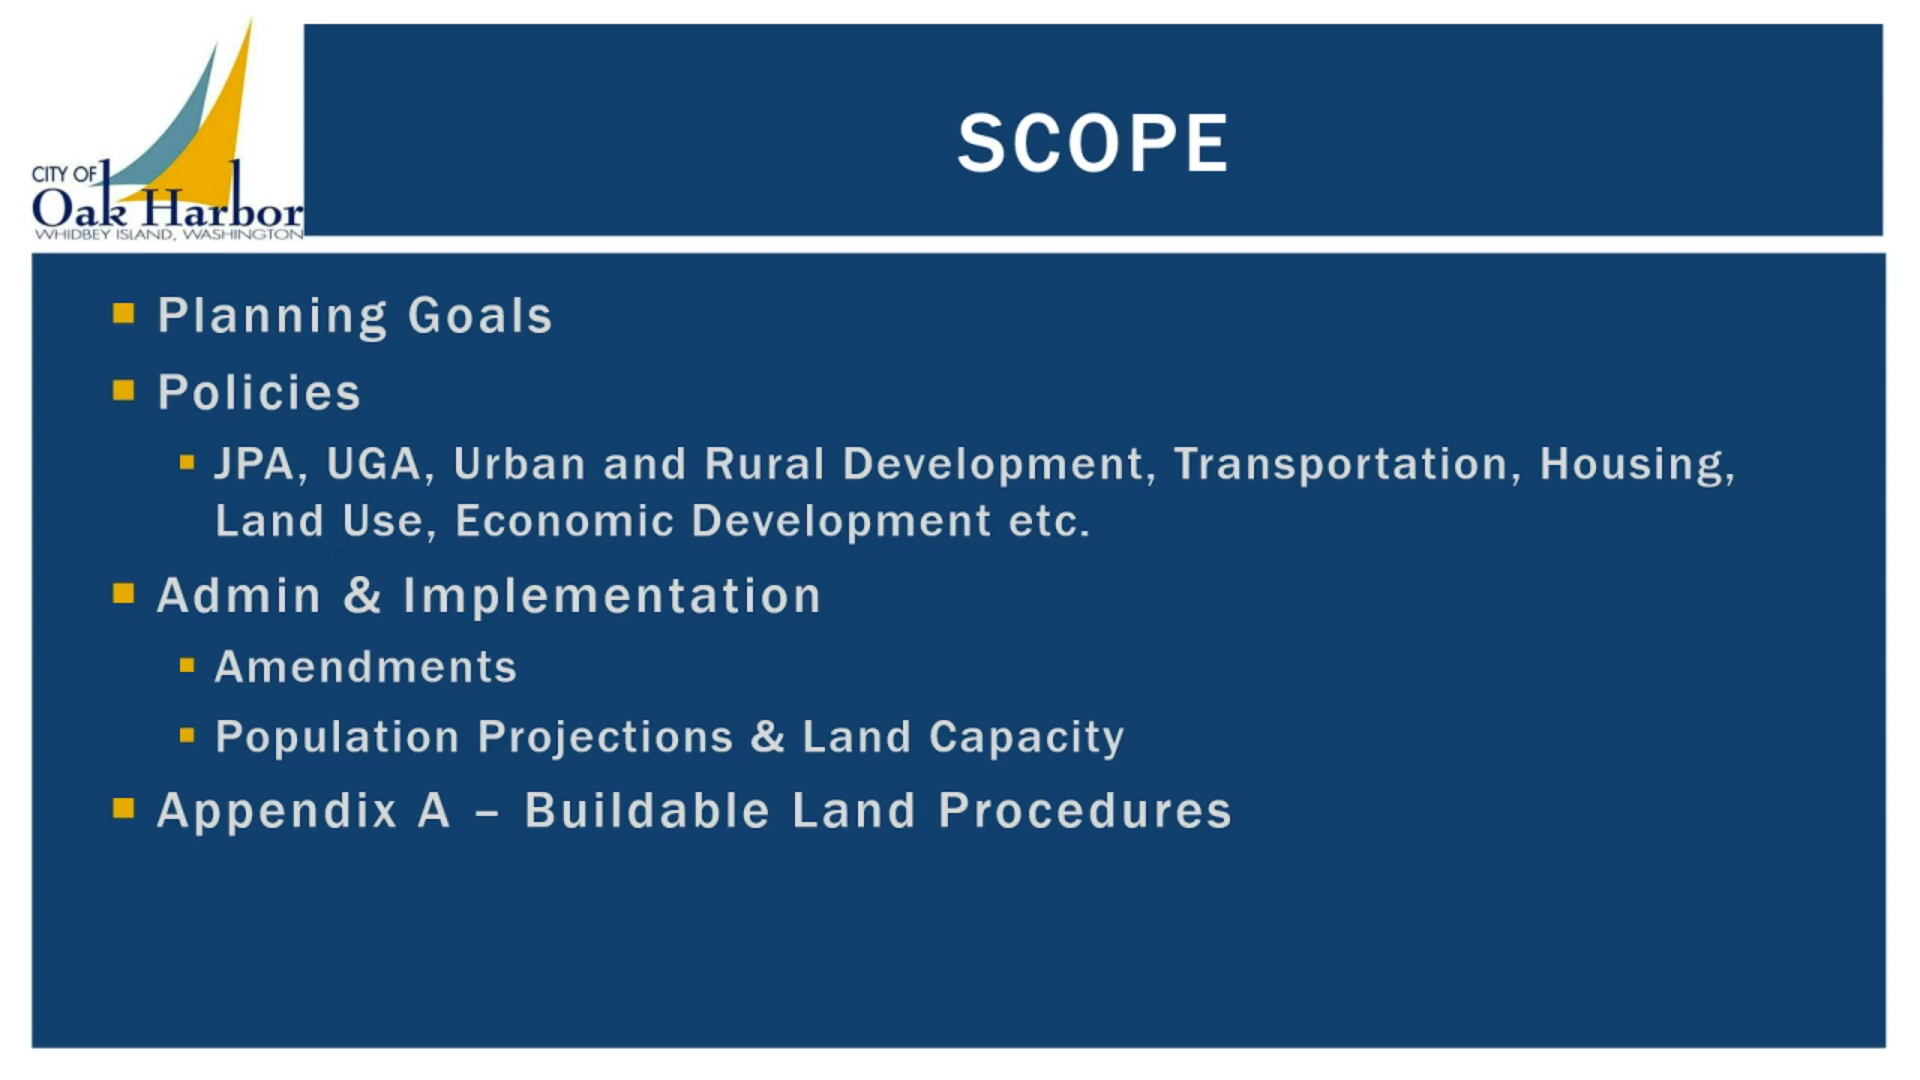 CITY OF
Oak Harbor
WHIDBEY ISLAND, WASHINGTON
SCOPE
Planning Goals
Policies
JPA, UGA, Urban and Rural Development, Transportation, Housing,
Land Use, Economic Development etc.
Admin & Implementation
Amendments
Population Projections & Land Capacity
Appendix A – Buildable Land Procedures